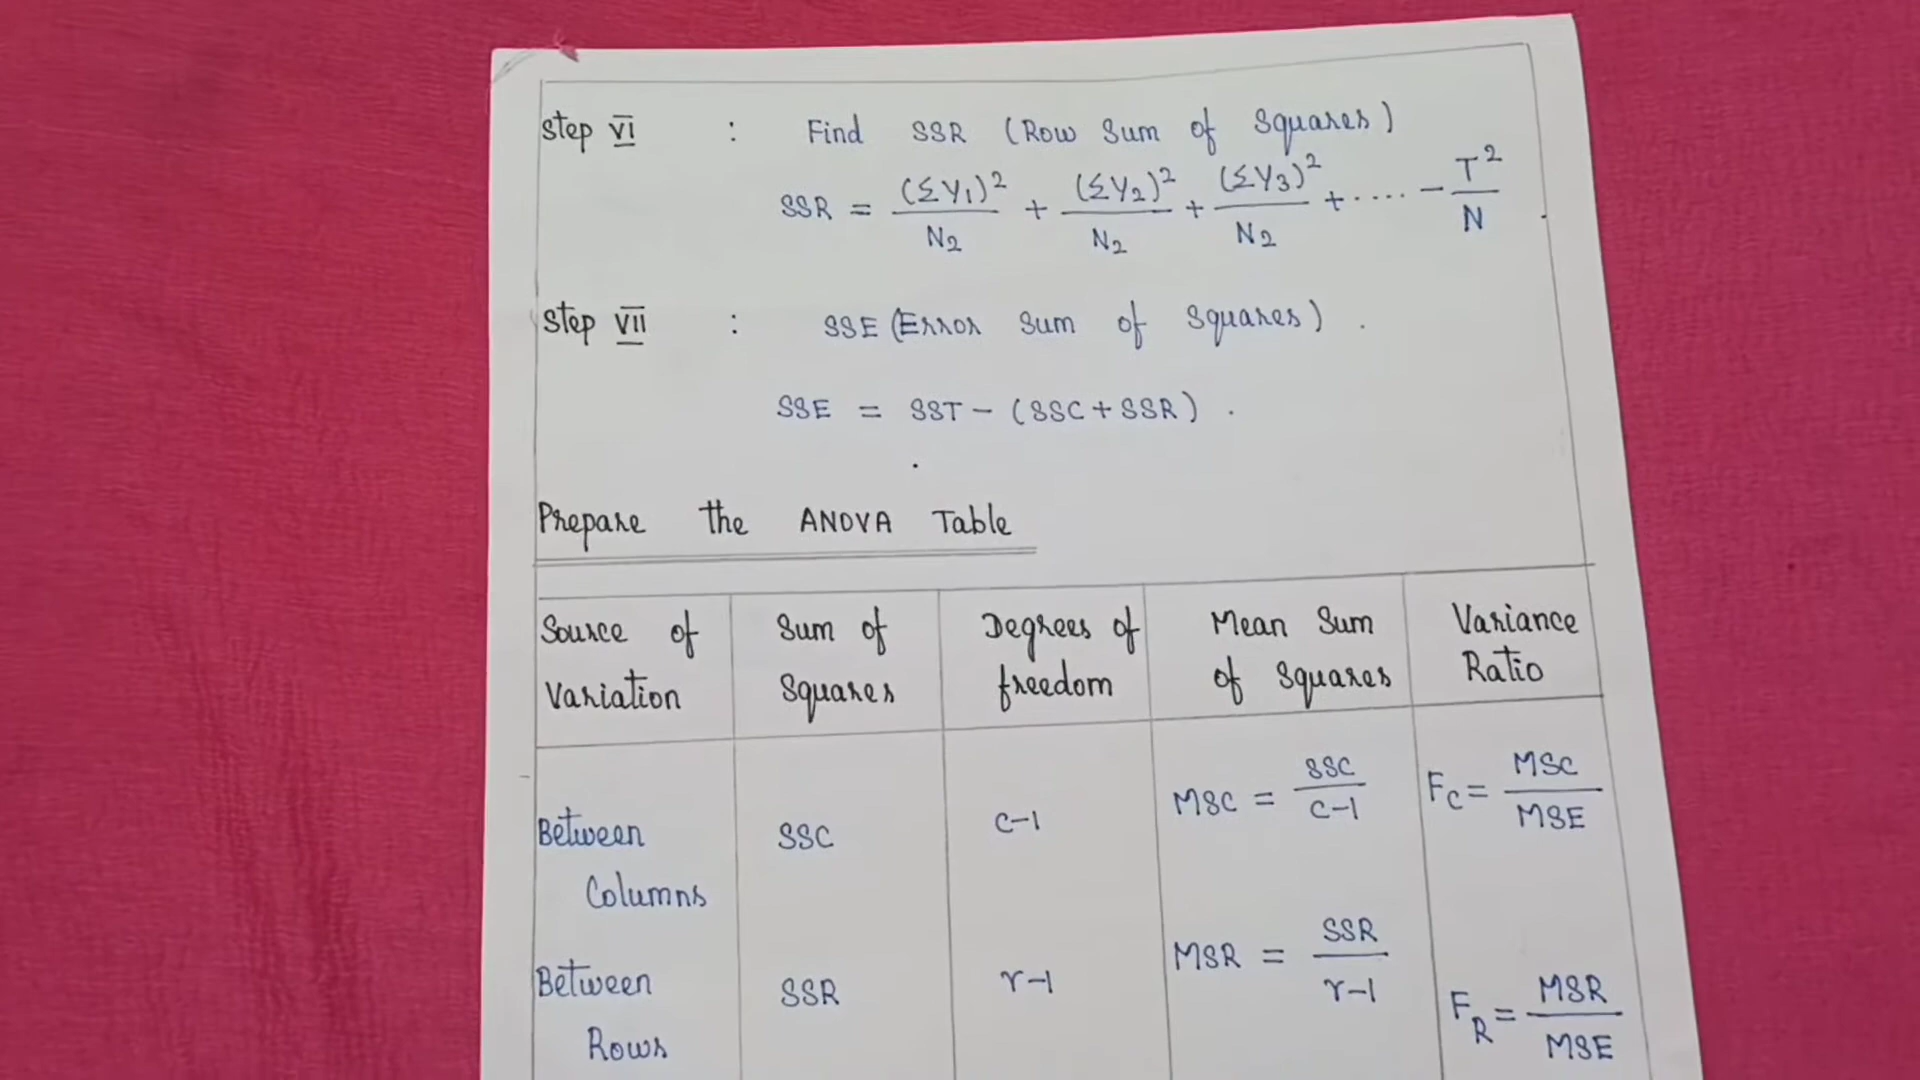 Step VI : Find SSR (Row Sum of Squares)
SSR = (ΣY1)²/N2 + (ΣY2)²/N2 + (ΣY3)²/N2 + ..... - T²/N
Step VII : SSE (Error Sum of Squares) .
SSE = SST - (SSC + SSR) .
Prepare the ANOVA Table
Source of Variation | Sum of Squares | Degrees of freedom | Mean Sum of Squares | Variance Ratio
Between Columns | SSC | c-1 | MSC = SSC/c-1 | Fc = MSC/MSE
Between Rows | SSR | r-1 | MSR = SSR/r-1 | FR = MSR/MSE